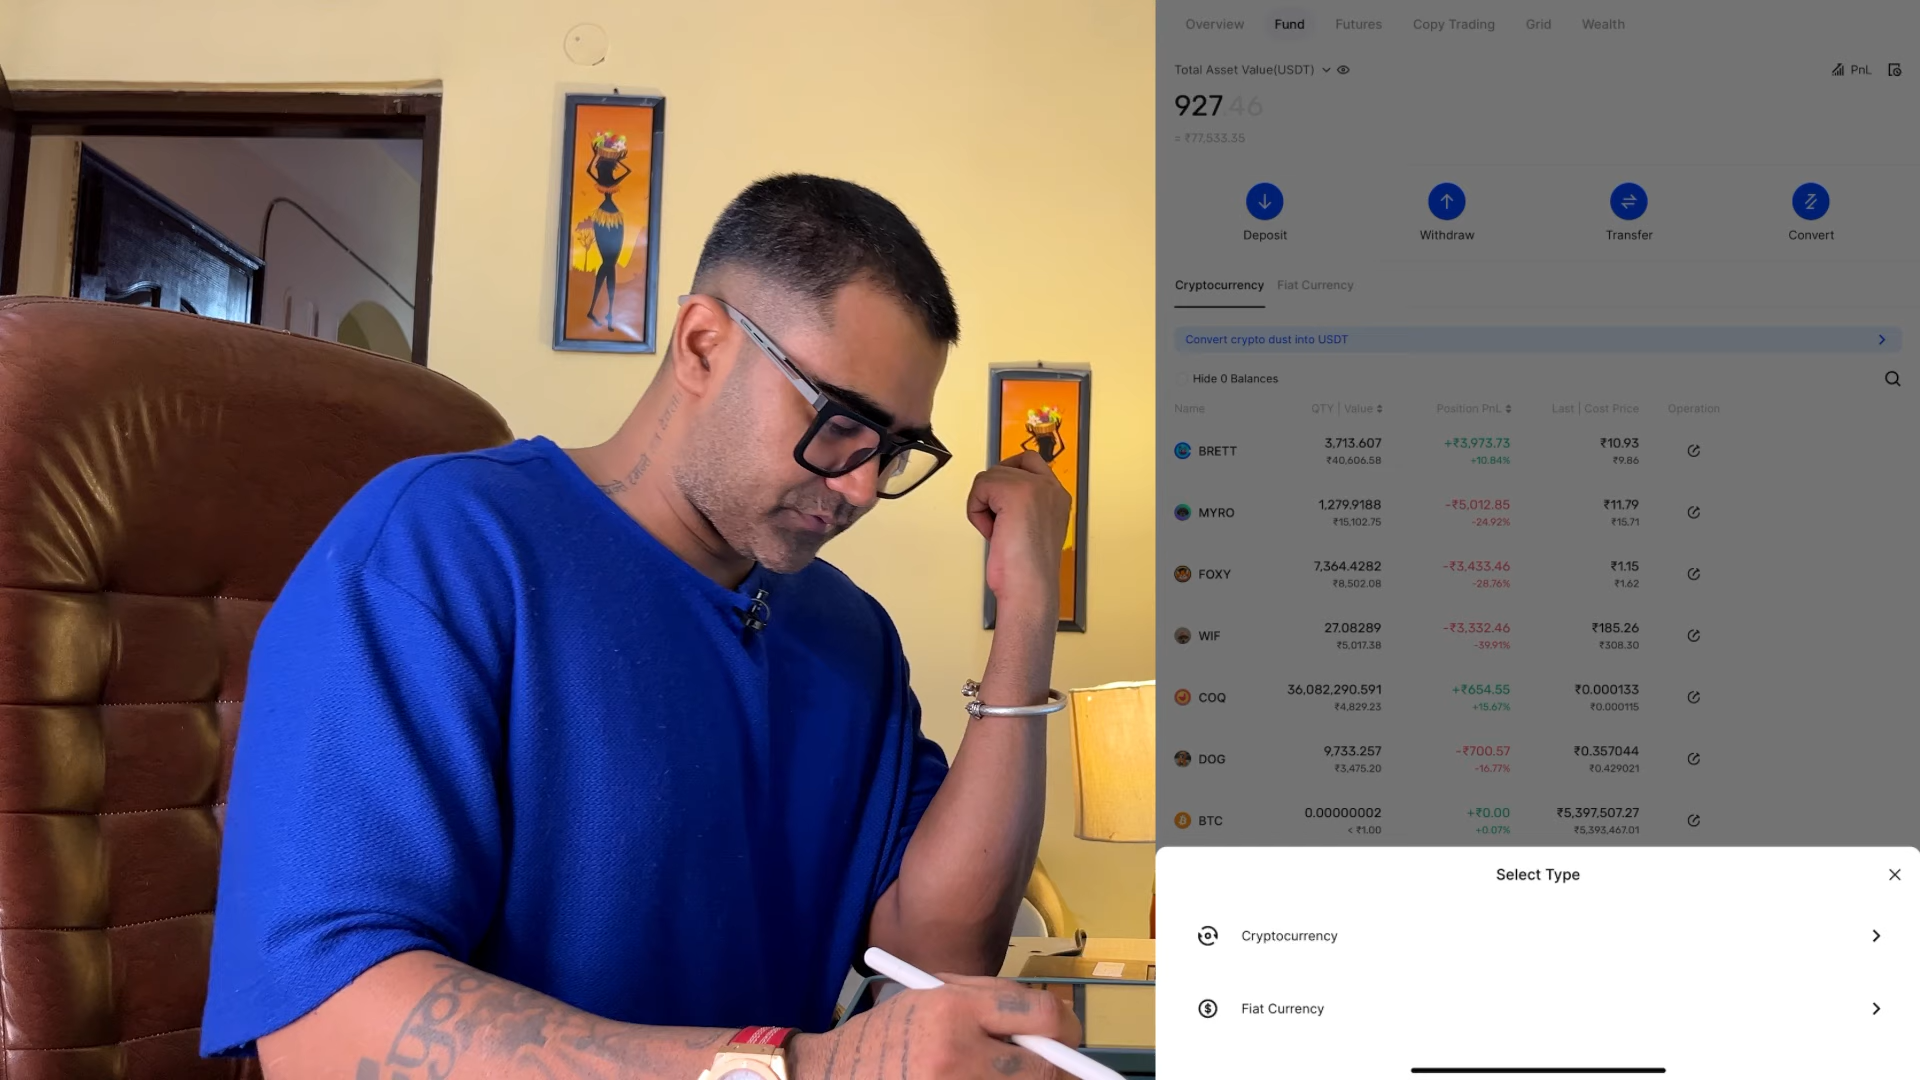 Overview Fund Futures Copy Trading Grid Wealth
Total Asset Value(USDT) PnL
927.46
= ₹77,533.35
Deposit Withdraw Transfer Convert
Cryptocurrency Fiat Currency
Convert crypto dust into USDT
Hide 0 Balances
Name QTY | Value Position PnL Last | Cost Price Operation
BRETT 3,713.607 +₹3,973.73 ₹10.93
₹40,606.58 +10.84% ₹9.86
MYRO 1,279.9188 -₹5,012.85 ₹11.79
₹15,102.75 -24.92% ₹15.71
FOXY 7,364.4282 -₹3,433.46 ₹1.15
₹8,502.08 -28.76% ₹1.62
WIF 27.08289 -₹3,332.46 ₹185.26
₹5,017.38 -39.91% ₹308.30
COQ 36,082,290.591 +₹654.55 ₹0.000133
₹4,829.23 +15.67% ₹0.000115
DOG 9,733.257 -₹700.57 ₹0.357044
₹3,475.20 -16.77% ₹0.429021
BTC 0.00000002 +₹0.00 ₹5,397,507.27
< ₹1.00 +0.07% ₹5,393,467.01
Select Type
Cryptocurrency
Fiat Currency